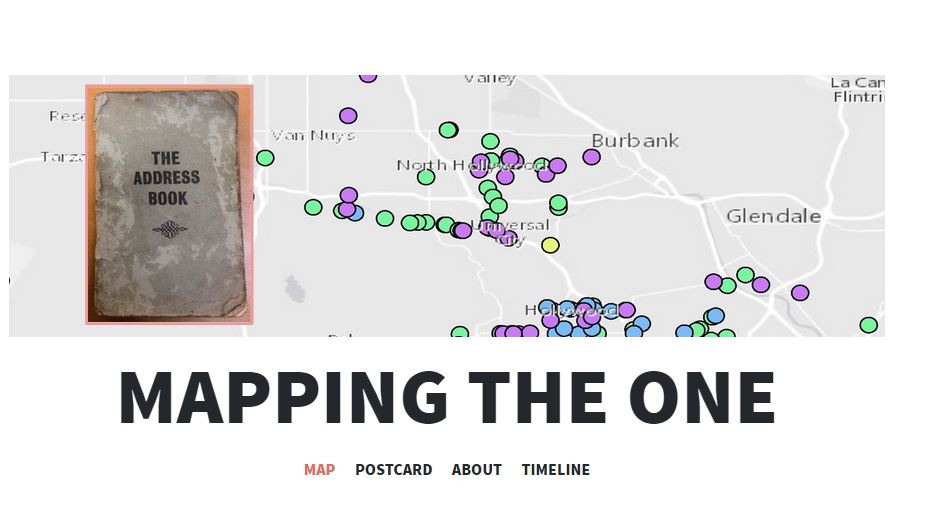 Valley
La Can
Flintri
Rese
Van Nuys
Burbank
Tarza
North Hollywood
THE
ADDRESS
BOOK
Universal
City
Glendale
Hollywood
MAPPING THE ONE
MAP POSTCARD ABOUT TIMELINE